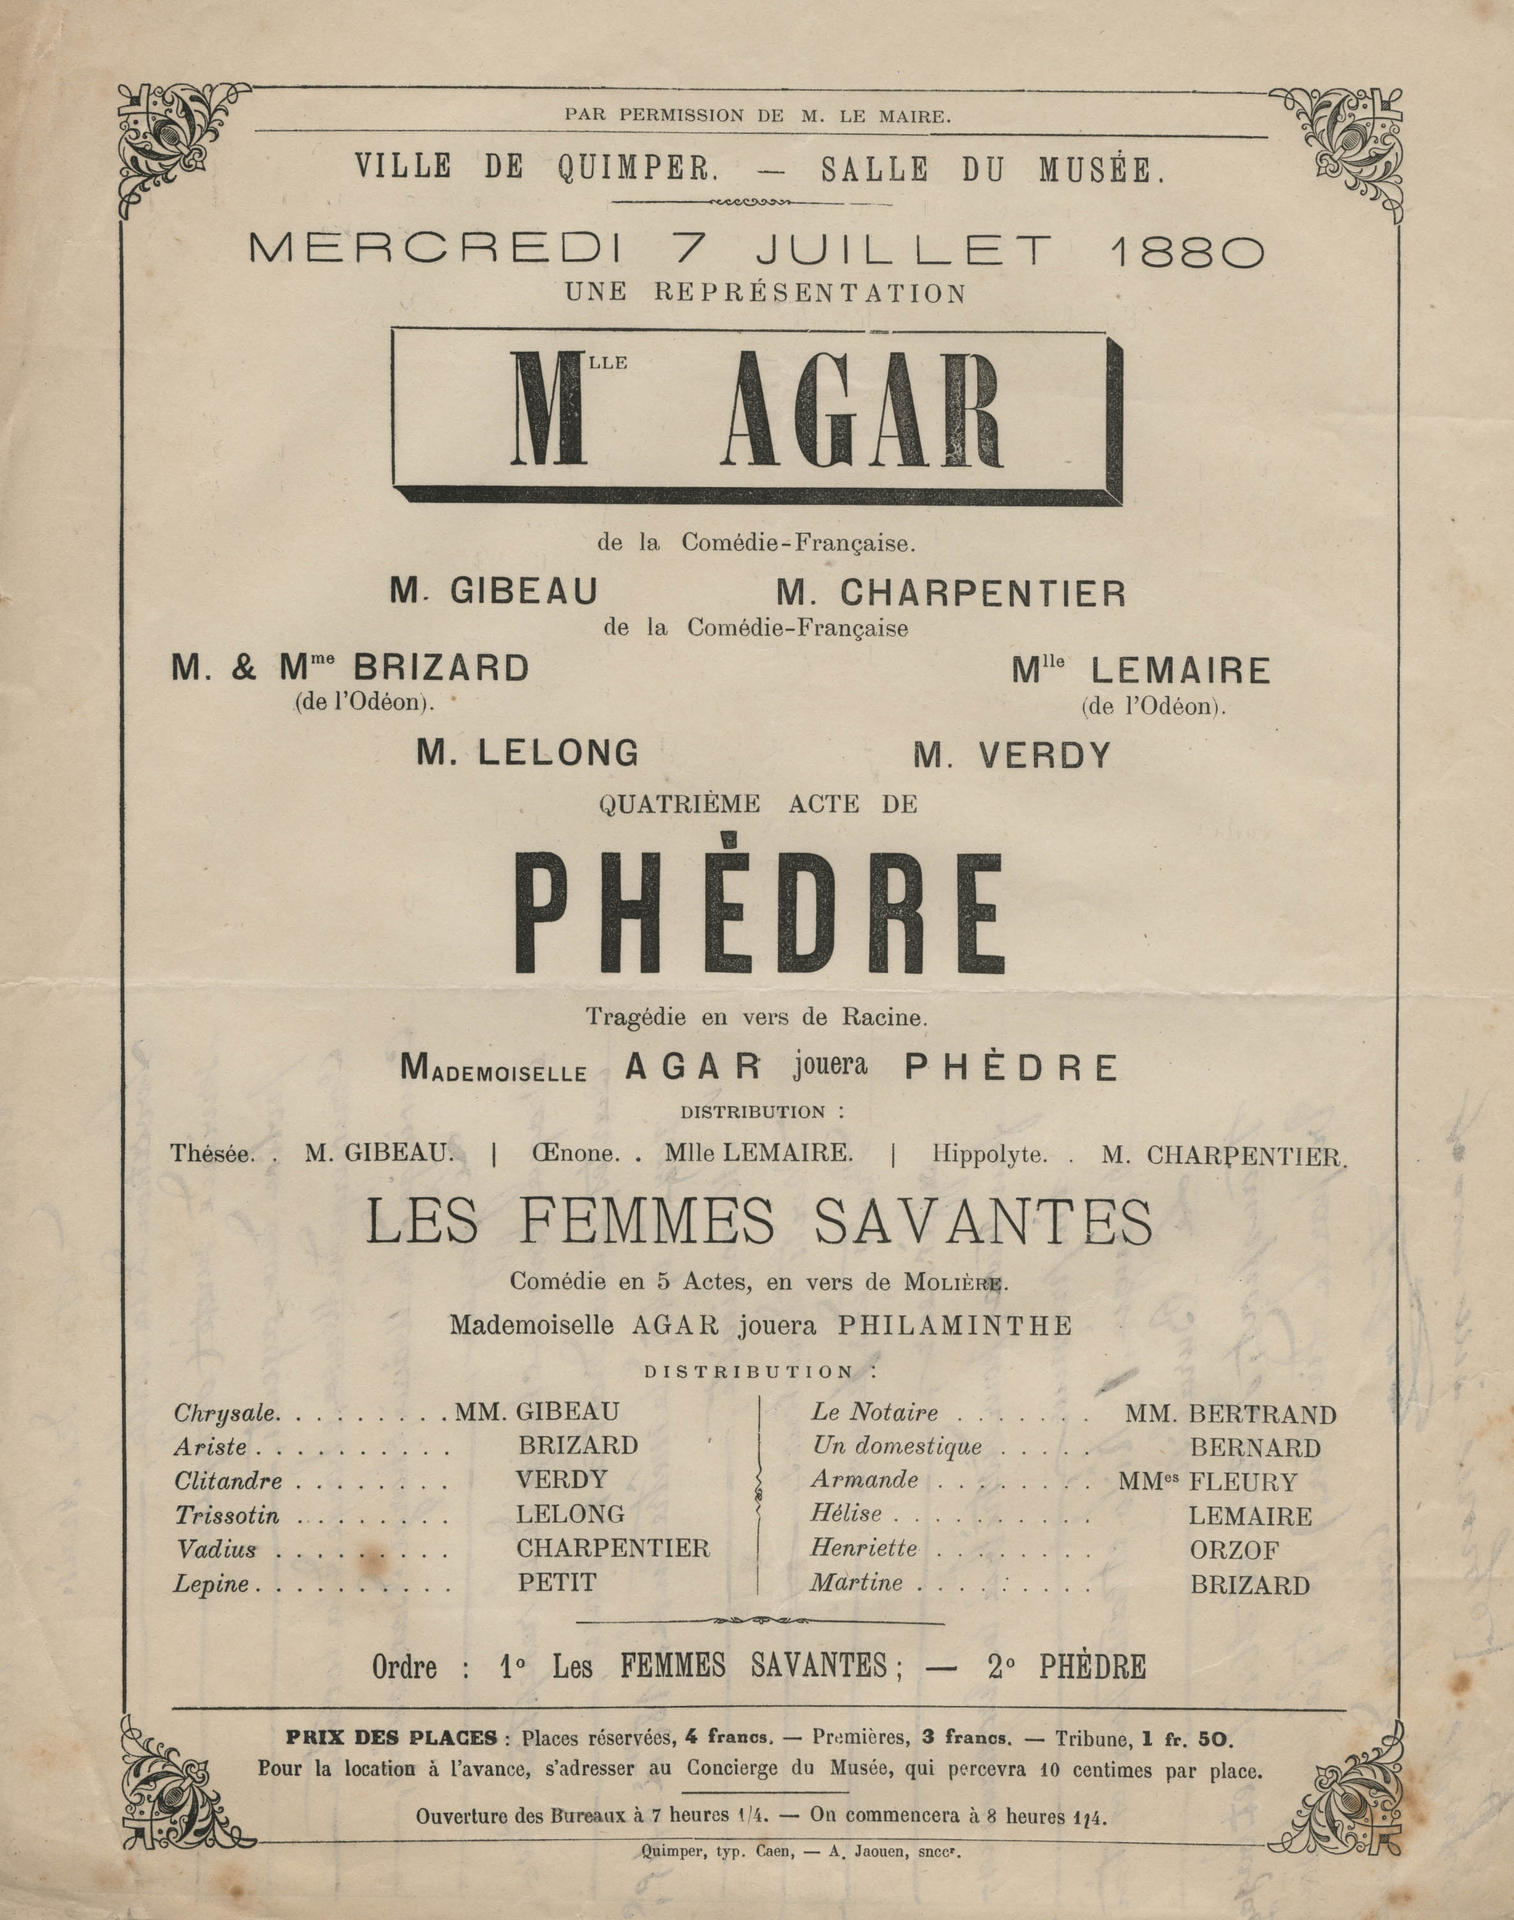 PAR PERMISSION DE M. LE MAIRE.
VILLE DE QUIMPER. — SALLE DU MUSÉE.
MERCREDI 7 JUILLET 1880
UNE REPRÉSENTATION
MLLE AGAR
de la Comédie-Française.
M. GIBEAU M. CHARPENTIER
de la Comédie-Française
M. & Mme BRIZARD Mlle LEMAIRE
(de l'Odéon). (de l'Odéon).
M. LELONG M. VERDY
QUATRIÈME ACTE DE
PHÈDRE
Tragédie en vers de Racine.
MADEMOISELLE AGAR jouera PHÈDRE
DISTRIBUTION :
Thésée. . M. GIBEAU. | Œnone. . Mlle LEMAIRE. | Hippolyte. . M. CHARPENTIER.
LES FEMMES SAVANTES
Comédie en 5 Actes, en vers de MOLIÈRE.
Mademoiselle AGAR jouera PHILAMINTHE
DISTRIBUTION :
Chrysale. . . . . . . . . MM. GIBEAU
Ariste . . . . . . . . . . BRIZARD
Clitandre . . . . . . . . VERDY
Trissotin . . . . . . . . LELONG
Vadius . . . . . . . . . CHARPENTIER
Lepine . . . . . . . . . . PETIT
Le Notaire . . . . . . . MM. BERTRAND
Un domestique . . . . . BERNARD
Armande . . . . . . . . MMes FLEURY
Hélise . . . . . . . . . . LEMAIRE
Henriette . . . . . . . . ORZOF
Martine . . . . . . . . . BRIZARD
Ordre : 1o Les FEMMES SAVANTES ; — 2o PHÈDRE
PRIX DES PLACES : Places réservées, 4 francs. — Premières, 3 francs. — Tribune, 1 fr. 50.
Pour la location à l'avance, s'adresser au Concierge du Musée, qui percevra 10 centimes par place.
Ouverture des Bureaux à 7 heures 1/4. — On commencera à 8 heures 1/4.
Quimper, typ. Caen, — A. Jaouen, snccr.